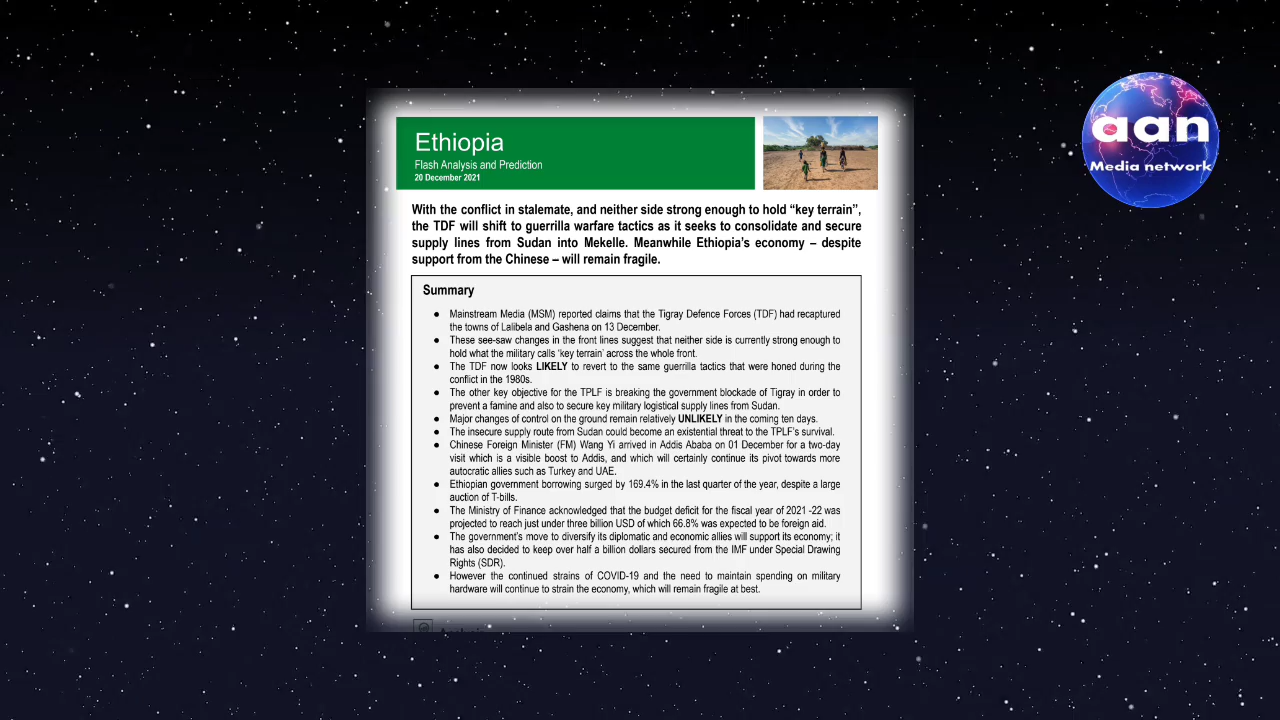 Ethiopia
Flash Analysis and Prediction
20 December 2021
aan
Media network
With the conflict in stalemate, and neither side strong enough to hold “key terrain”,
the TDF will shift to guerrilla warfare tactics as it seeks to consolidate and secure
supply lines from Sudan into Mekelle. Meanwhile Ethiopia’s economy – despite
support from the Chinese – will remain fragile.
Summary
● Mainstream Media (MSM) reported claims that the Tigray Defence Forces (TDF) had recaptured
the towns of Lalibela and Gashena on 13 December.
● These see-saw changes in the front lines suggest that neither side is currently strong enough to
hold what the military calls ‘key terrain’ across the whole front.
● The TDF now looks LIKELY to revert to the same guerrilla tactics that were honed during the
conflict in the 1980s.
● The other key objective for the TPLF is breaking the government blockade of Tigray in order to
prevent a famine and also to secure key military logistical supply lines from Sudan.
● Major changes of control on the ground remain relatively UNLIKELY in the coming ten days.
● The insecure supply route from Sudan could become an existential threat to the TPLF’s survival.
● Chinese Foreign Minister (FM) Wang Yi arrived in Addis Ababa on 01 December for a two-day
visit which is a visible boost to Addis, and which will certainly continue its pivot towards more
autocratic allies such as Turkey and UAE.
● Ethiopian government borrowing surged by 169.4% in the last quarter of the year, despite a large
auction of T-bills.
● The Ministry of Finance acknowledged that the budget deficit for the fiscal year of 2021 -22 was
projected to reach just under three billion USD of which 66.8% was expected to be foreign aid.
● The government’s move to diversify its diplomatic and economic allies will support its economy; it
has also decided to keep over half a billion dollars secured from the IMF under Special Drawing
Rights (SDR).
● However the continued strains of COVID-19 and the need to maintain spending on military
hardware will continue to strain the economy, which will remain fragile at best.